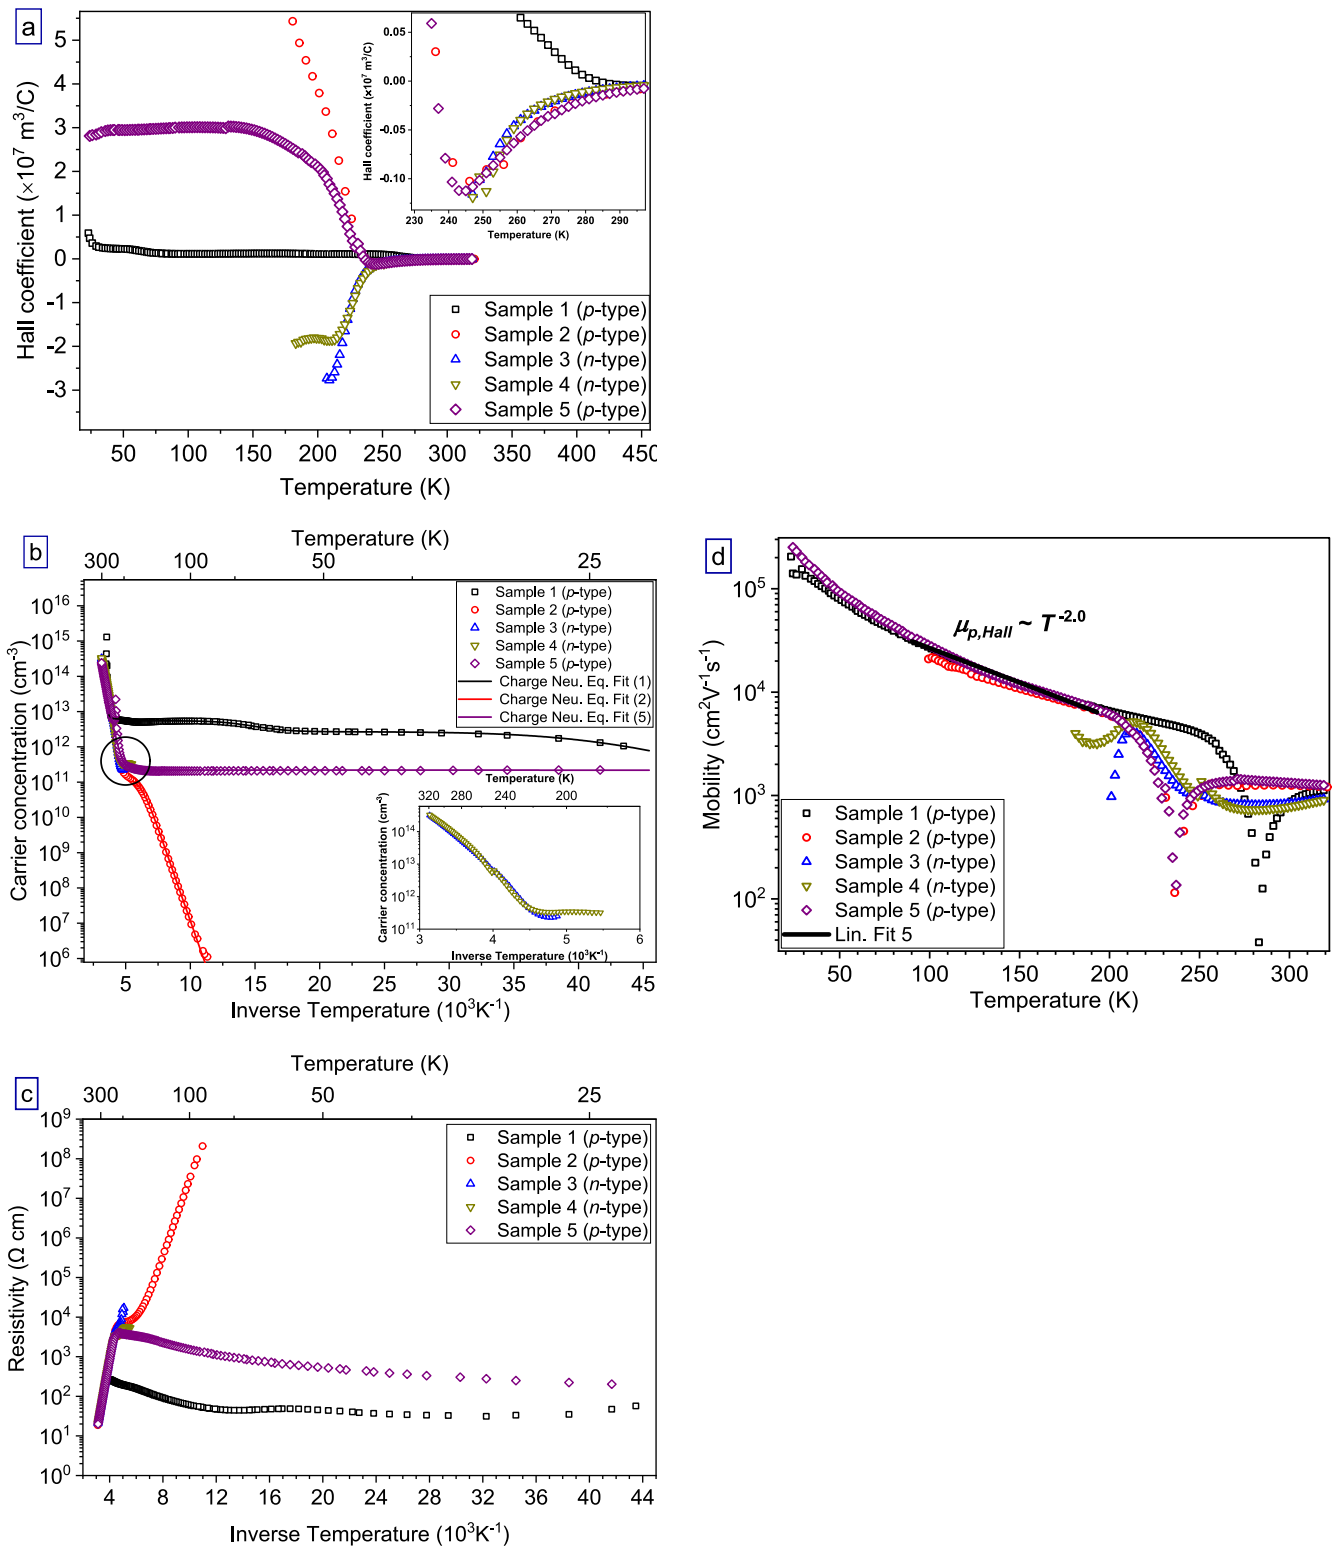 a
Hall coefficient (×10⁷ m³/C)
5
4
3
2
1
0
-1
-2
-3
50 100 150 200 250 300 350 400 450
Temperature (K)
Hall coefficient (×10⁷ m³/C)
0.05
0.00
-0.05
-0.10
230 240 250 260 270 280 290
Temperature (K)
Sample 1 (p-type)
Sample 2 (p-type)
Sample 3 (n-type)
Sample 4 (n-type)
Sample 5 (p-type)
b
Temperature (K)
300 100 50 25
Carrier concentration (cm⁻³)
10¹⁶
10¹⁵
10¹⁴
10¹³
10¹²
10¹¹
10¹⁰
10⁹
10⁸
10⁷
10⁶
5 10 15 20 25 30 35 40 45
Inverse Temperature (10³K⁻¹)
Sample 1 (p-type)
Sample 2 (p-type)
Sample 3 (n-type)
Sample 4 (n-type)
Sample 5 (p-type)
Charge Neu. Eq. Fit (1)
Charge Neu. Eq. Fit (2)
Charge Neu. Eq. Fit (5)
Temperature (K)
320 280 240 200
Carrier concentration (cm⁻³)
10¹⁴
10¹³
10¹²
10¹¹
3 4 5 6
Inverse Temperature (10³K⁻¹)
d
Mobility (cm²V⁻¹s⁻¹)
10⁵
10⁴
10³
10²
μp,Hall ~ T⁻²·⁰
Sample 1 (p-type)
Sample 2 (p-type)
Sample 3 (n-type)
Sample 4 (n-type)
Sample 5 (p-type)
Lin. Fit 5
50 100 150 200 250 300
Temperature (K)
c
Temperature (K)
300 100 50 25
Resistivity (Ω cm)
10⁹
10⁸
10⁷
10⁶
10⁵
10⁴
10³
10²
10¹
10⁰
Sample 1 (p-type)
Sample 2 (p-type)
Sample 3 (n-type)
Sample 4 (n-type)
Sample 5 (p-type)
4 8 12 16 20 24 28 32 36 40 44
Inverse Temperature (10³K⁻¹)